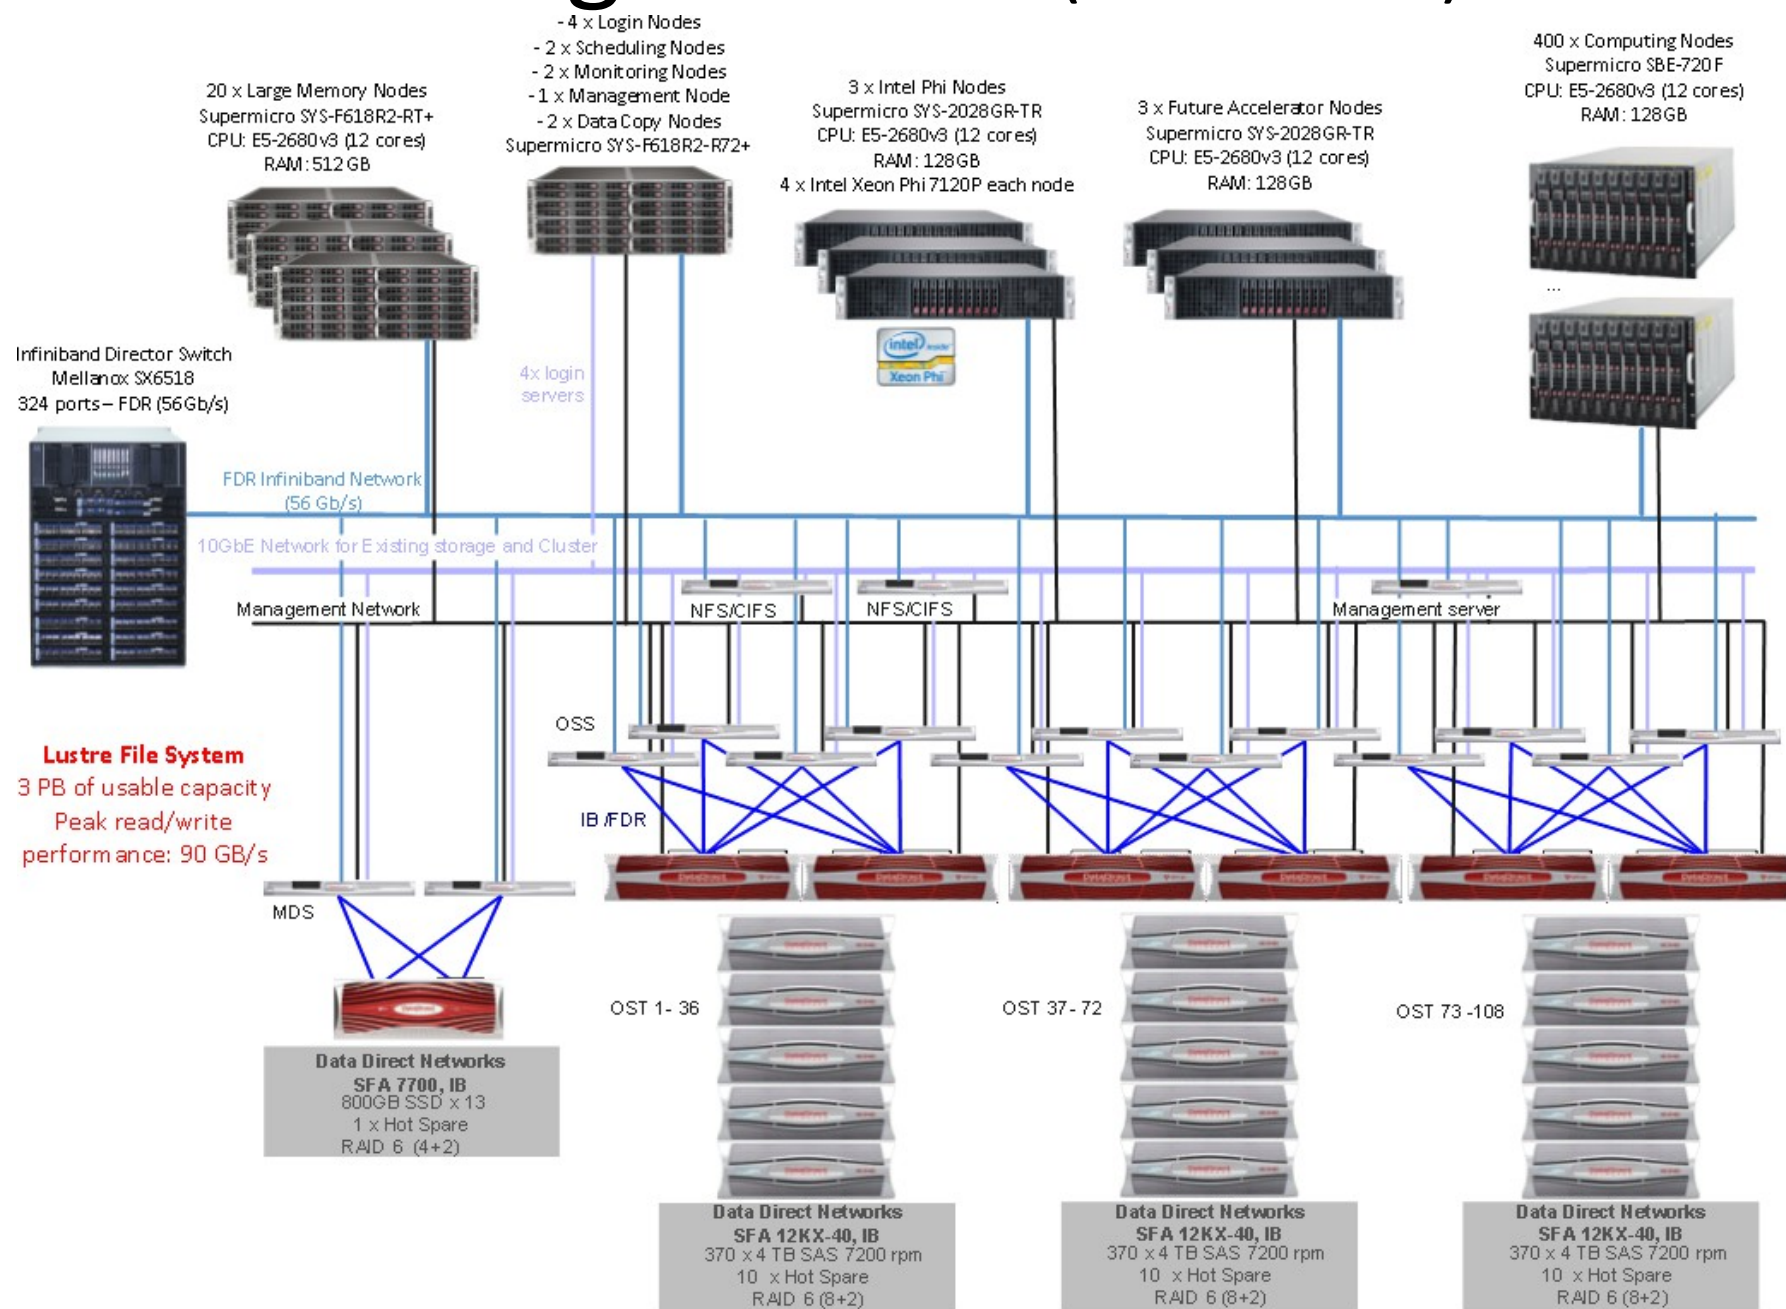 - 4 x Login Nodes
- 2 x Scheduling Nodes
- 2 x Monitoring Nodes
- 1 x Management Node
- 2 x Data Copy Nodes
Supermicro SYS-F618R2-R72+
20 x Large Memory Nodes
Supermicro SYS-F618R2-RT+
CPU: E5-2680v3 (12 cores)
RAM: 512 GB
3 x Intel Phi Nodes
Supermicro SYS-2028GR-TR
CPU: E5-2680v3 (12 cores)
RAM: 128GB
4 x Intel Xeon Phi 7120P each node
3 x Future Accelerator Nodes
Supermicro SYS-2028GR-TR
CPU: E5-2680v3 (12 cores)
RAM: 128GB
400 x Computing Nodes
Supermicro SBE-720F
CPU: E5-2680v3 (12 cores)
RAM: 128GB
...
Infiniband Director Switch
Mellanox SX6518
324 ports – FDR (56Gb/s)
4x login
servers
(intel) inside
Xeon Phi
FDR Infiniband Network
(56 Gb/s)
10GbE Network for Existing storage and Cluster
Management Network
NFS/CIFS
NFS/CIFS
Management server
OSS
Lustre File System
3 PB of usable capacity
Peak read/write
performance: 90 GB/s
IB /FDR
MDS
OST 1- 36
OST 37- 72
OST 73 -108
Data Direct Networks
SFA 7700, IB
800GB SSD x 13
1 x Hot Spare
RAID 6 (4+2)
Data Direct Networks
SFA 12KX-40, IB
370 x 4 TB SAS 7200 rpm
10 x Hot Spare
RAID 6 (8+2)
Data Direct Networks
SFA 12KX-40, IB
370 x 4 TB SAS 7200 rpm
10 x Hot Spare
RAID 6 (8+2)
Data Direct Networks
SFA 12KX-40, IB
370 x 4 TB SAS 7200 rpm
10 x Hot Spare
RAID 6 (8+2)